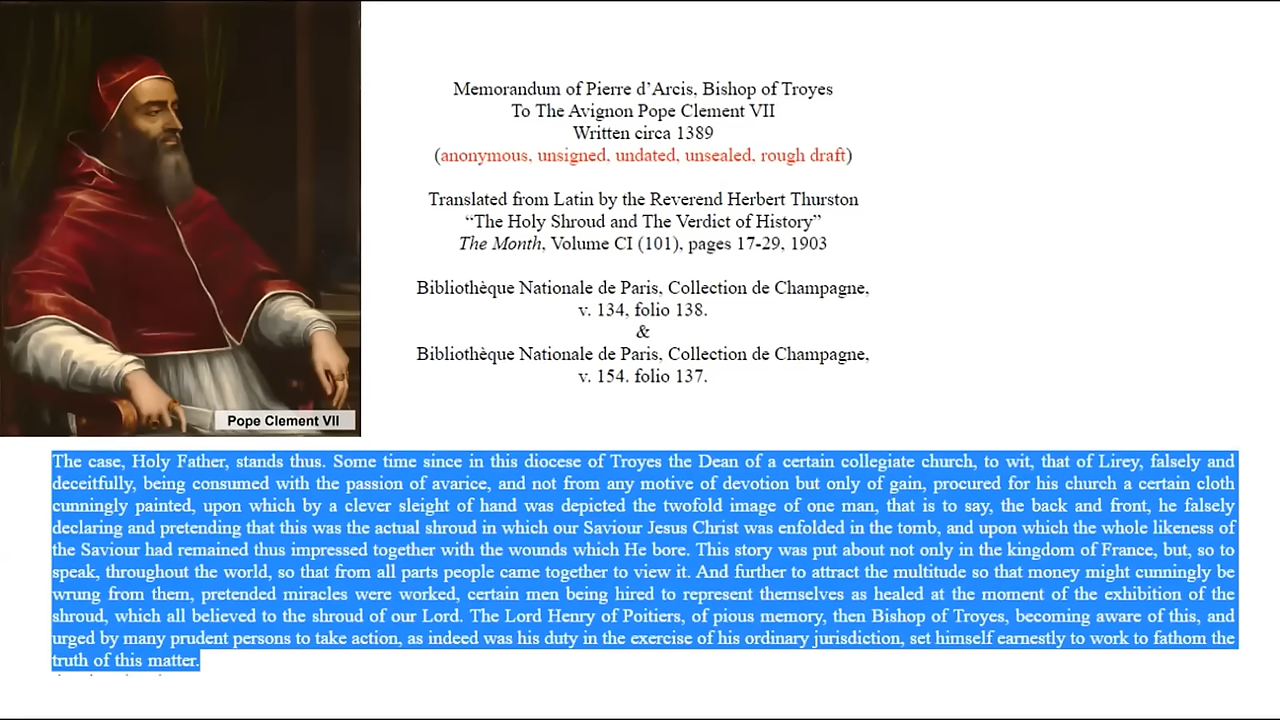 Memorandum of Pierre d’Arcis, Bishop of Troyes
To The Avignon Pope Clement VII
Written circa 1389
(anonymous, unsigned, undated, unsealed, rough draft)
Translated from Latin by the Reverend Herbert Thurston
“The Holy Shroud and The Verdict of History”
The Month, Volume CI (101), pages 17-29, 1903
Bibliothèque Nationale de Paris, Collection de Champagne,
v. 134, folio 138.
&
Bibliothèque Nationale de Paris, Collection de Champagne,
v. 154. folio 137.
Pope Clement VII
The case, Holy Father, stands thus. Some time since in this diocese of Troyes the Dean of a certain collegiate church, to wit, that of Lirey, falsely and
deceitfully, being consumed with the passion of avarice, and not from any motive of devotion but only of gain, procured for his church a certain cloth
cunningly painted, upon which by a clever sleight of hand was depicted the twofold image of one man, that is to say, the back and front, he falsely
declaring and pretending that this was the actual shroud in which our Saviour Jesus Christ was enfolded in the tomb, and upon which the whole likeness of
the Saviour had remained thus impressed together with the wounds which He bore. This story was put about not only in the kingdom of France, but, so to
speak, throughout the world, so that from all parts people came together to view it. And further to attract the multitude so that money might cunningly be
wrung from them, pretended miracles were worked, certain men being hired to represent themselves as healed at the moment of the exhibition of the
shroud, which all believed to the shroud of our Lord. The Lord Henry of Poitiers, of pious memory, then Bishop of Troyes, becoming aware of this, and
urged by many prudent persons to take action, as indeed was his duty in the exercise of his ordinary jurisdiction, set himself earnestly to work to fathom the
truth of this matter.